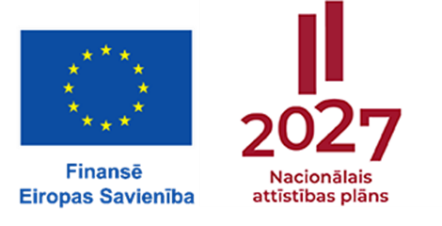 Finansē
Eiropas Savienība
2027
Nacionālais
attīstības plāns